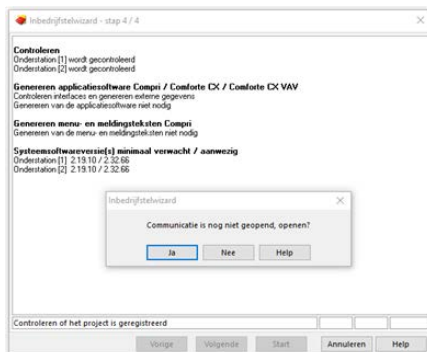 Inbedrijfstelwizard - stap 4 / 4
Controleren
Onderstation [1] wordt gecontroleerd
Onderstation [2] wordt gecontroleerd
Genereren applicatiesoftware Compri / Comforte CX / Comforte CX VAV
Controleren interfaces en genereren externe gegevens
Genereren van de applicatiesoftware niet nodig
Genereren menu- en meldingsteksten Compri
Genereren van de menu- en meldingsteksten niet nodig
Systeemsoftwareversie(s) minimaal verwacht / aanwezig
Onderstation [1] 2.19.10 / 2.32.66
Onderstation [2] 2.19.10 / 2.32.66
Inbedrijfstelwizard
Communicatie is nog niet geopend, openen?
Ja Nee Help
Controleren of het project is geregistreerd
Vorige Volgende Start Annuleren Help